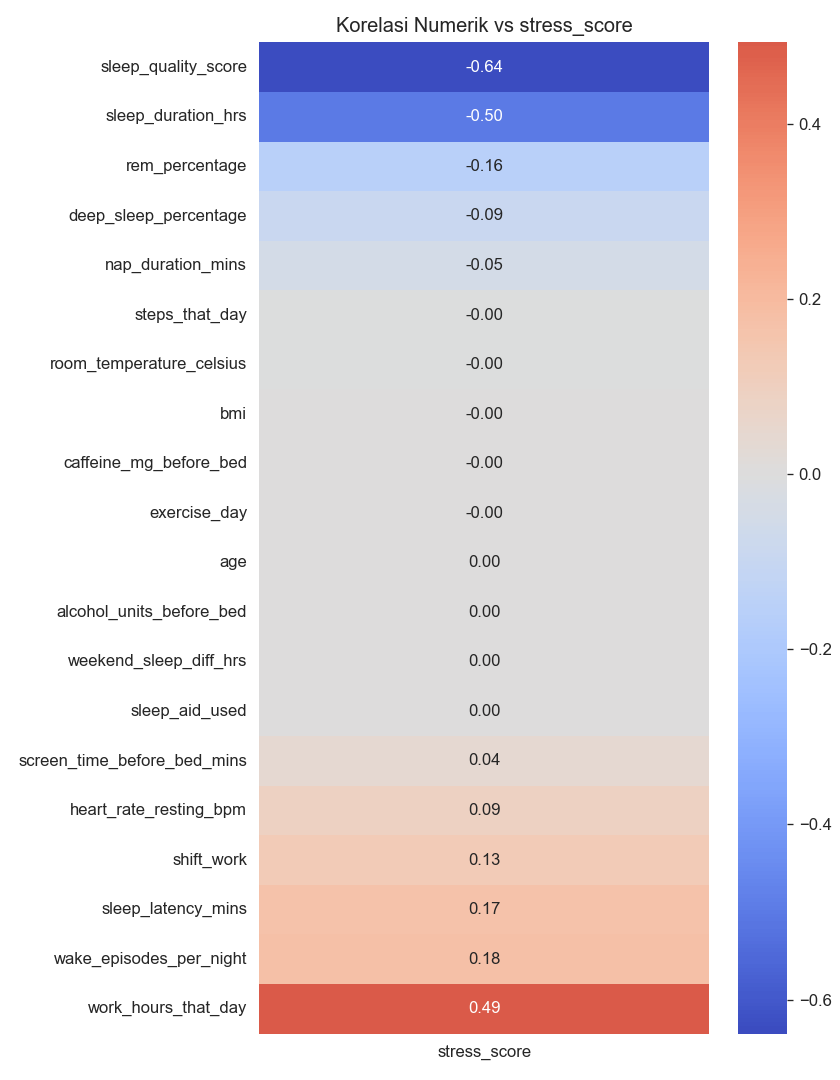 Korelasi Numerik vs stress_score
sleep_quality_score -0.64
sleep_duration_hrs -0.50
rem_percentage -0.16
deep_sleep_percentage -0.09
nap_duration_mins -0.05
steps_that_day -0.00
room_temperature_celsius -0.00
bmi -0.00
caffeine_mg_before_bed -0.00
exercise_day -0.00
age 0.00
alcohol_units_before_bed 0.00
weekend_sleep_diff_hrs 0.00
sleep_aid_used 0.00
screen_time_before_bed_mins 0.04
heart_rate_resting_bpm 0.09
shift_work 0.13
sleep_latency_mins 0.17
wake_episodes_per_night 0.18
work_hours_that_day 0.49
stress_score
0.4
0.2
0.0
−0.2
−0.4
−0.6